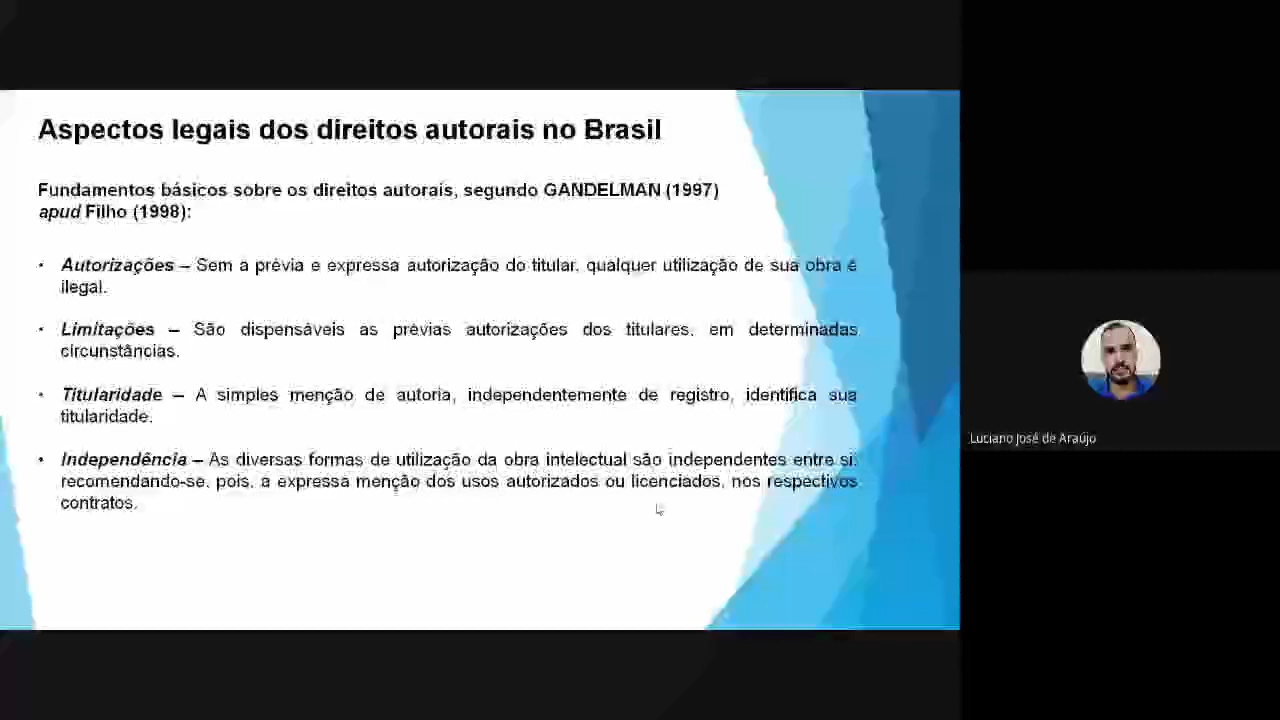 Aspectos legais dos direitos autorais no Brasil
Fundamentos básicos sobre os direitos autorais, segundo GANDELMAN (1997)
apud Filho (1998):
• Autorizações – Sem a prévia e expressa autorização do titular, qualquer utilização de sua obra é
ilegal.
• Limitações – São dispensáveis as prévias autorizações dos titulares, em determinadas
circunstâncias.
• Titularidade – A simples menção de autoria, independentemente de registro, identifica sua
titularidade.
• Independência – As diversas formas de utilização da obra intelectual são independentes entre si;
recomendando-se, pois, a expressa menção dos usos autorizados ou licenciados, nos respectivos
contratos.
Luciano José de Araújo